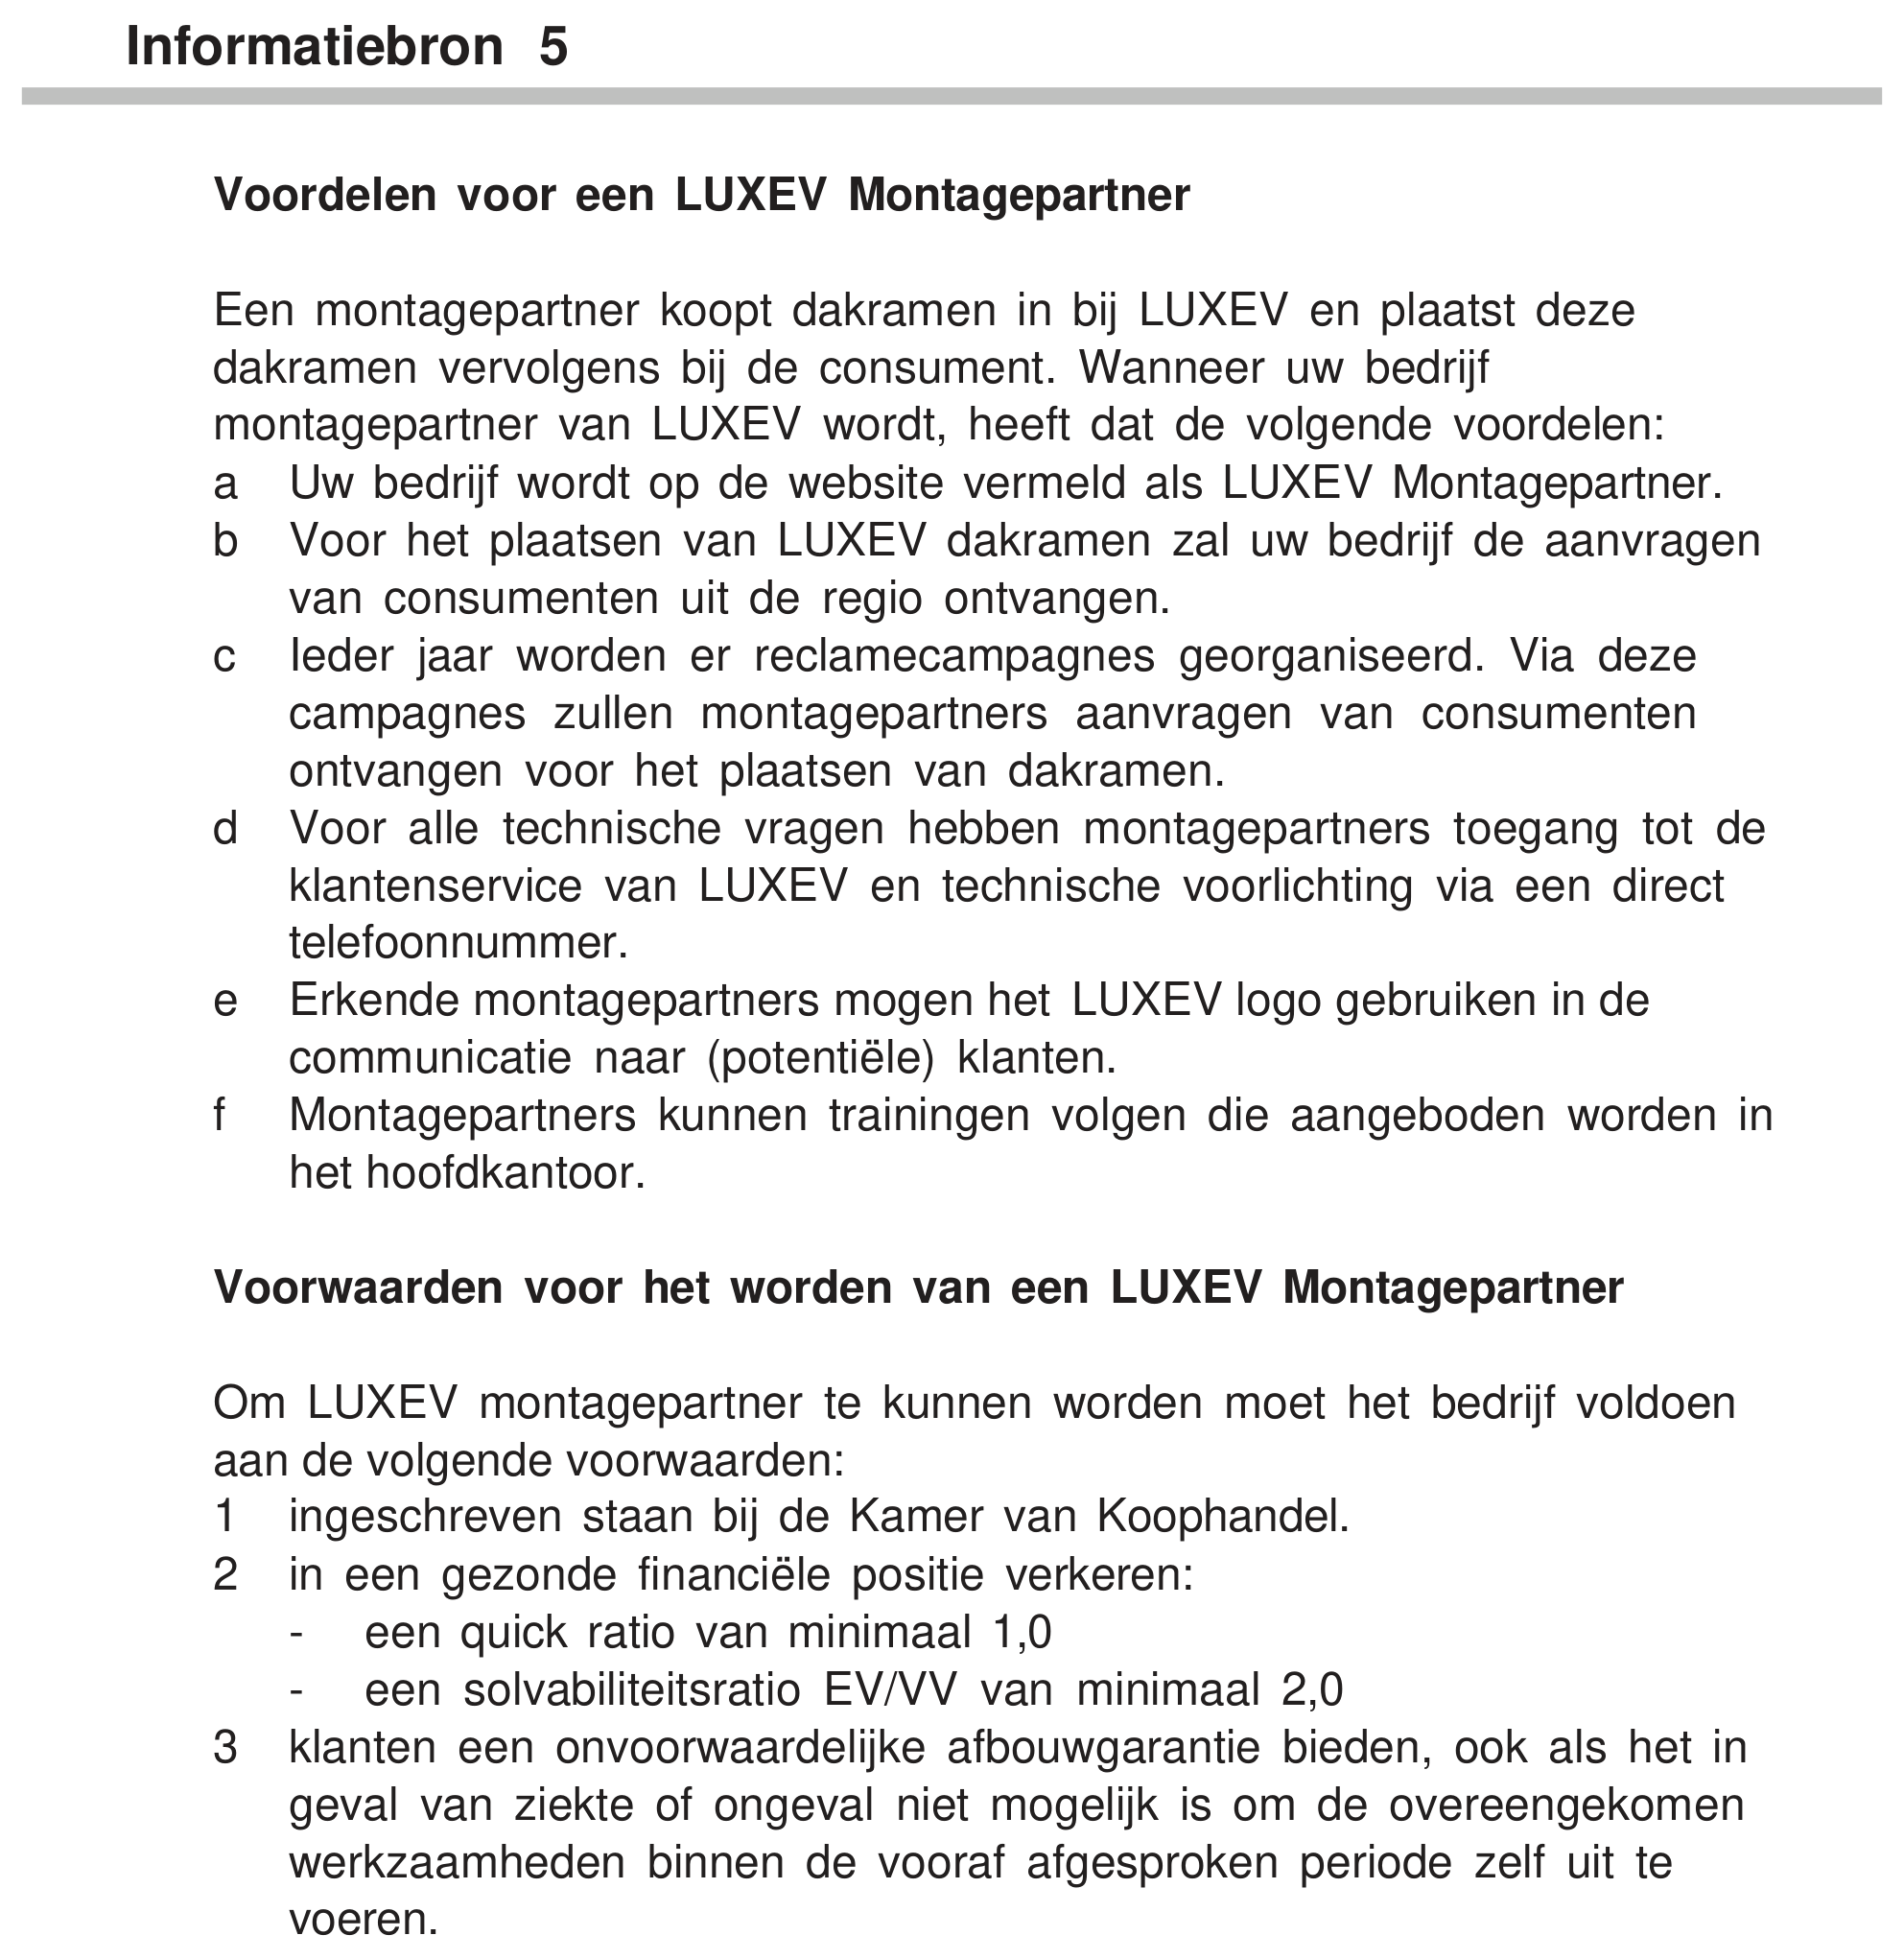 Informatiebron 5
Voordelen voor een LUXEV Montagepartner
Een montagepartner koopt dakramen in bij LUXEV en plaatst deze
dakramen vervolgens bij de consument. Wanneer uw bedrijf
montagepartner van LUXEV wordt, heeft dat de volgende voordelen:
a Uw bedrijf wordt op de website vermeld als LUXEV Montagepartner.
b Voor het plaatsen van LUXEV dakramen zal uw bedrijf de aanvragen
van consumenten uit de regio ontvangen.
c Ieder jaar worden er reclamecampagnes georganiseerd. Via deze
campagnes zullen montagepartners aanvragen van consumenten
ontvangen voor het plaatsen van dakramen.
d Voor alle technische vragen hebben montagepartners toegang tot de
klantenservice van LUXEV en technische voorlichting via een direct
telefoonnummer.
e Erkende montagepartners mogen het LUXEV logo gebruiken in de
communicatie naar (potentiële) klanten.
f Montagepartners kunnen trainingen volgen die aangeboden worden in
het hoofdkantoor.
Voorwaarden voor het worden van een LUXEV Montagepartner
Om LUXEV montagepartner te kunnen worden moet het bedrijf voldoen
aan de volgende voorwaarden:
1 ingeschreven staan bij de Kamer van Koophandel.
2 in een gezonde financiële positie verkeren:
- een quick ratio van minimaal 1,0
- een solvabiliteitsratio EV/VV van minimaal 2,0
3 klanten een onvoorwaardelijke afbouwgarantie bieden, ook als het in
geval van ziekte of ongeval niet mogelijk is om de overeengekomen
werkzaamheden binnen de vooraf afgesproken periode zelf uit te
voeren.